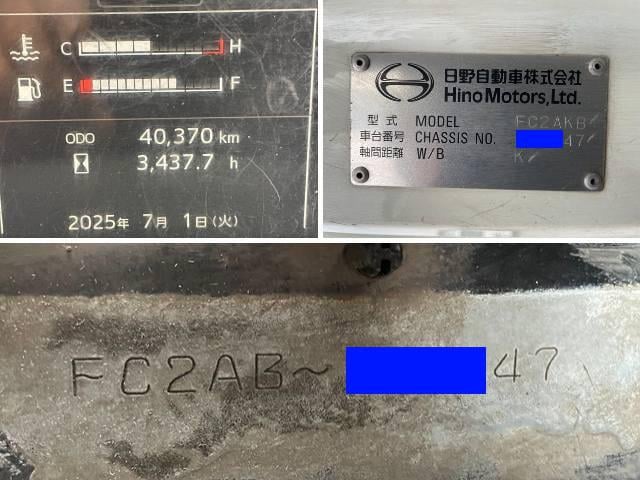 C H
E F
ODO 40,370 km
3,437.7 h
2025年 7月 1日(火)
日野自動車株式会社
Hino Motors, Ltd.
型式 MODEL FC2AKB
車台番号 CHASSIS NO. 47
軸間距離 W/B K
FC2AB~ 47